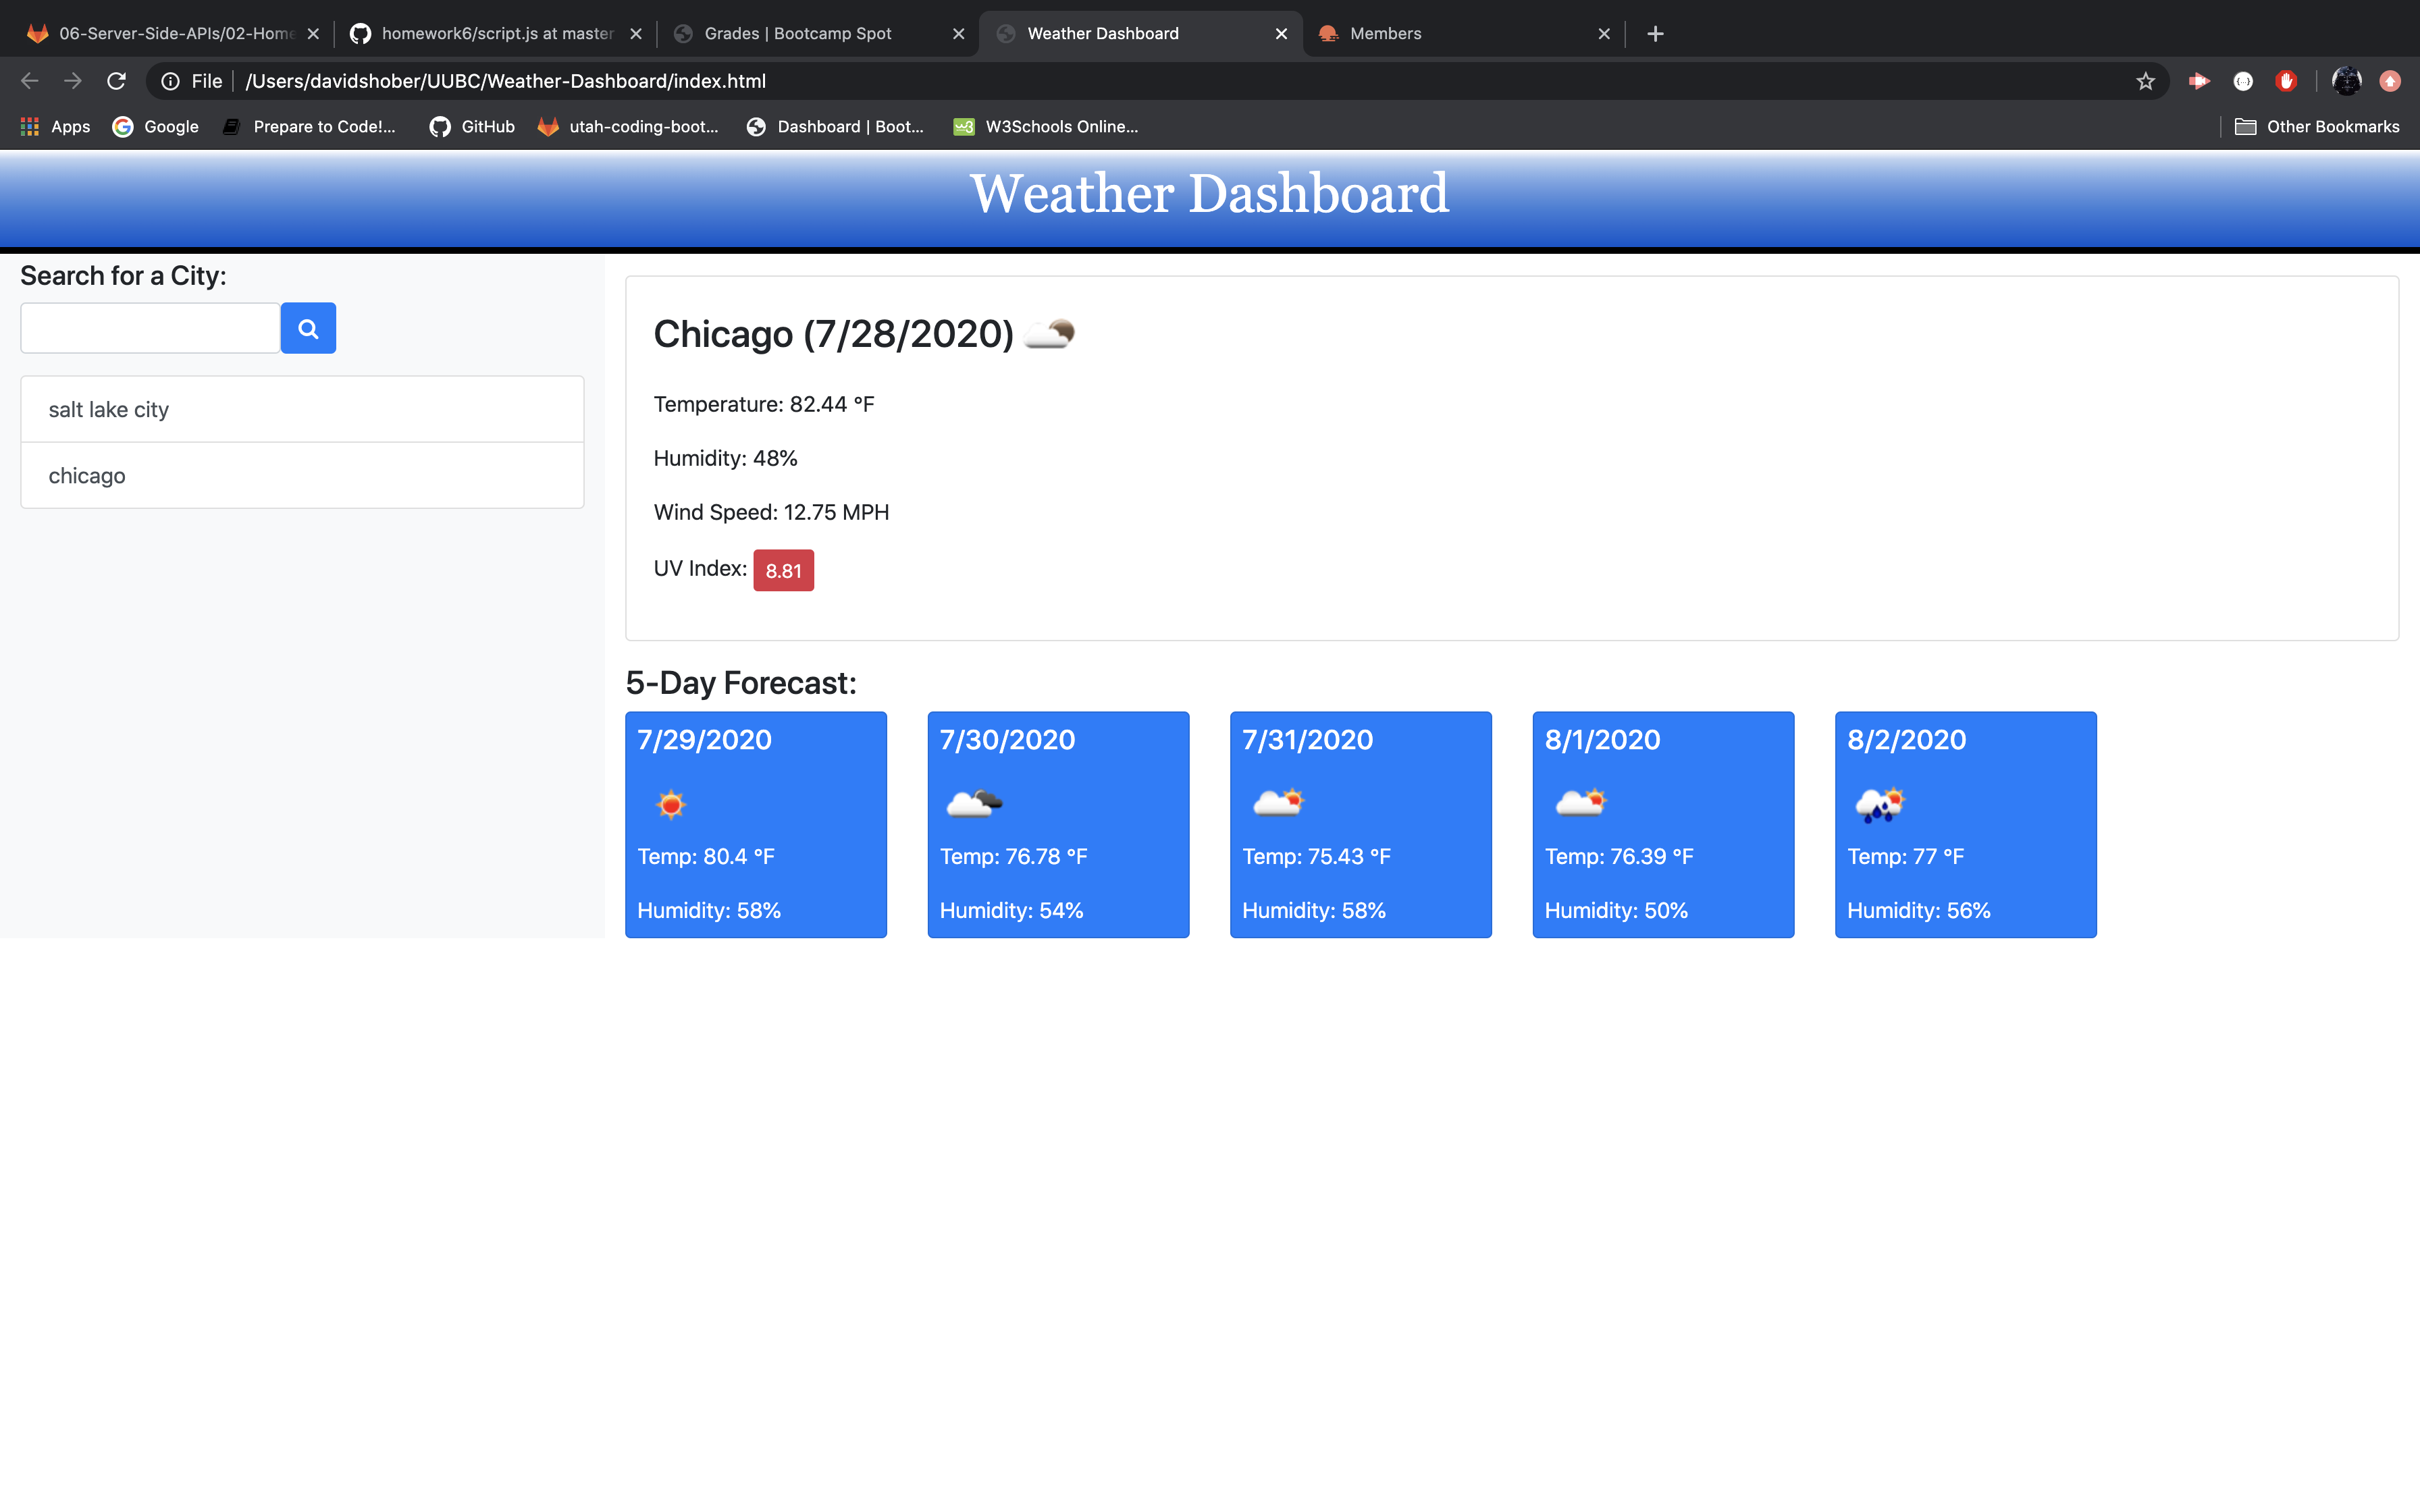 06-Server-Side-APIs/02-Home
homework6/script.js at master
Grades | Bootcamp Spot
Weather Dashboard
Members
File
/Users/davidshober/UUBC/Weather-Dashboard/index.html
Apps
Google
Prepare to Code!...
GitHub
utah-coding-boot...
Dashboard | Boot...
W3Schools Online...
Other Bookmarks
Weather Dashboard
Search for a City:
salt lake city
chicago
Chicago (7/28/2020)
Temperature: 82.44 °F
Humidity: 48%
Wind Speed: 12.75 MPH
UV Index: 8.81
5-Day Forecast:
7/29/2020
Temp: 80.4 °F
Humidity: 58%
7/30/2020
Temp: 76.78 °F
Humidity: 54%
7/31/2020
Temp: 75.43 °F
Humidity: 58%
8/1/2020
Temp: 76.39 °F
Humidity: 50%
8/2/2020
Temp: 77 °F
Humidity: 56%